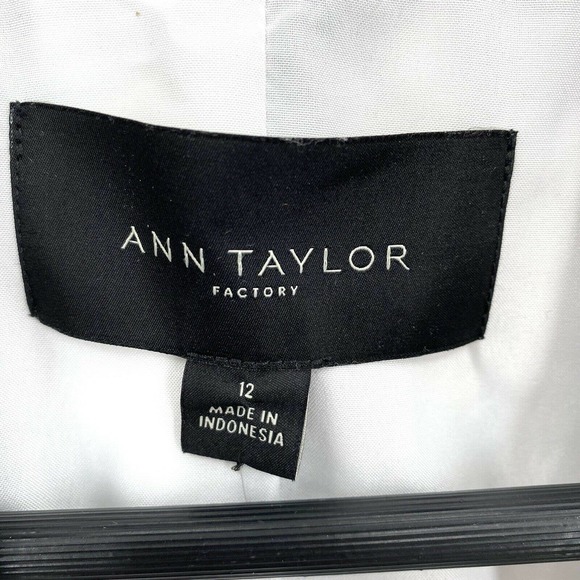 ANN TAYLOR
FACTORY
12
MADE IN
INDONESIA